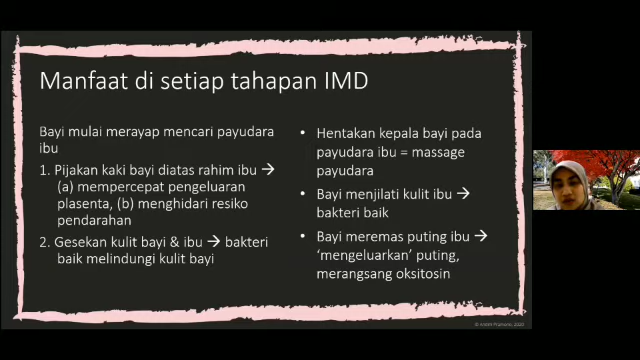 Manfaat di setiap tahapan IMD
Bayi mulai merayap mencari payudara
ibu
1. Pijakan kaki bayi diatas rahim ibu →
(a) mempercepat pengeluaran
plasenta, (b) menghidari resiko
pendarahan
2. Gesekan kulit bayi & ibu → bakteri
baik melindungi kulit bayi
• Hentakan kepala bayi pada
payudara ibu = massage
payudara
• Bayi menjilati kulit ibu →
bakteri baik
• Bayi meremas puting ibu →
'mengeluarkan' puting,
merangsang oksitosin
Pramono, 2020